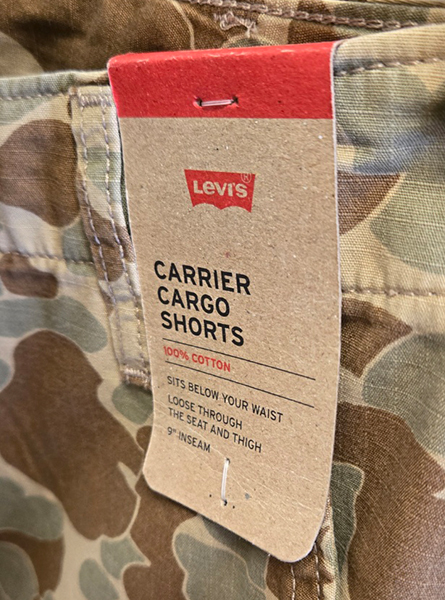 LEVI'S®
CARRIER
CARGO
SHORTS
100% COTTON
SITS BELOW YOUR WAIST
LOOSE THROUGH
THE SEAT AND THIGH
9" INSEAM